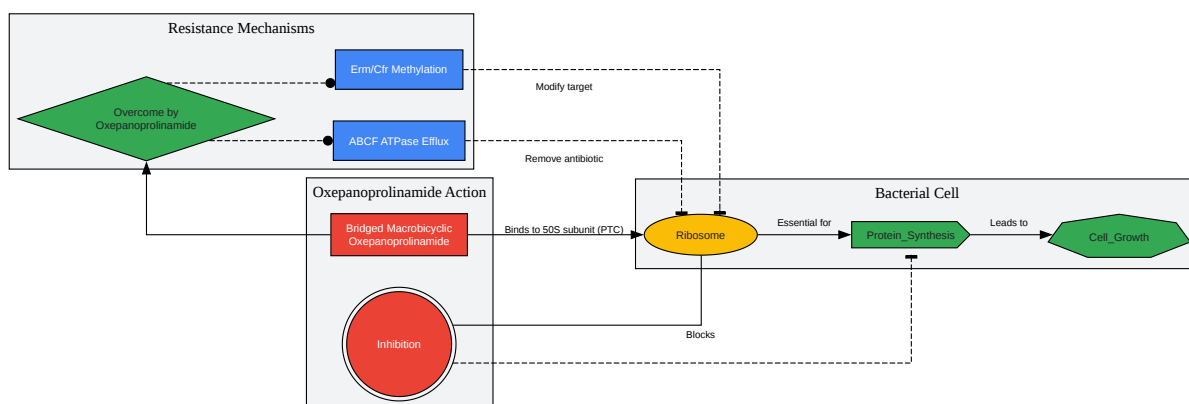 Resistance Mechanisms
Erm/Cfr Methylation
Modify target
Overcome by
Oxepanoprolinamide
ABCF ATPase Efflux
Remove antibiotic
Oxepanoprolinamide Action
Bacterial Cell
Bridged Macrobicyclic
Oxepanoprolinamide
Binds to 50S subunit (PTC)
Ribosome
Essential for
Protein_Synthesis
Leads to
Cell_Growth
Inhibition
Blocks